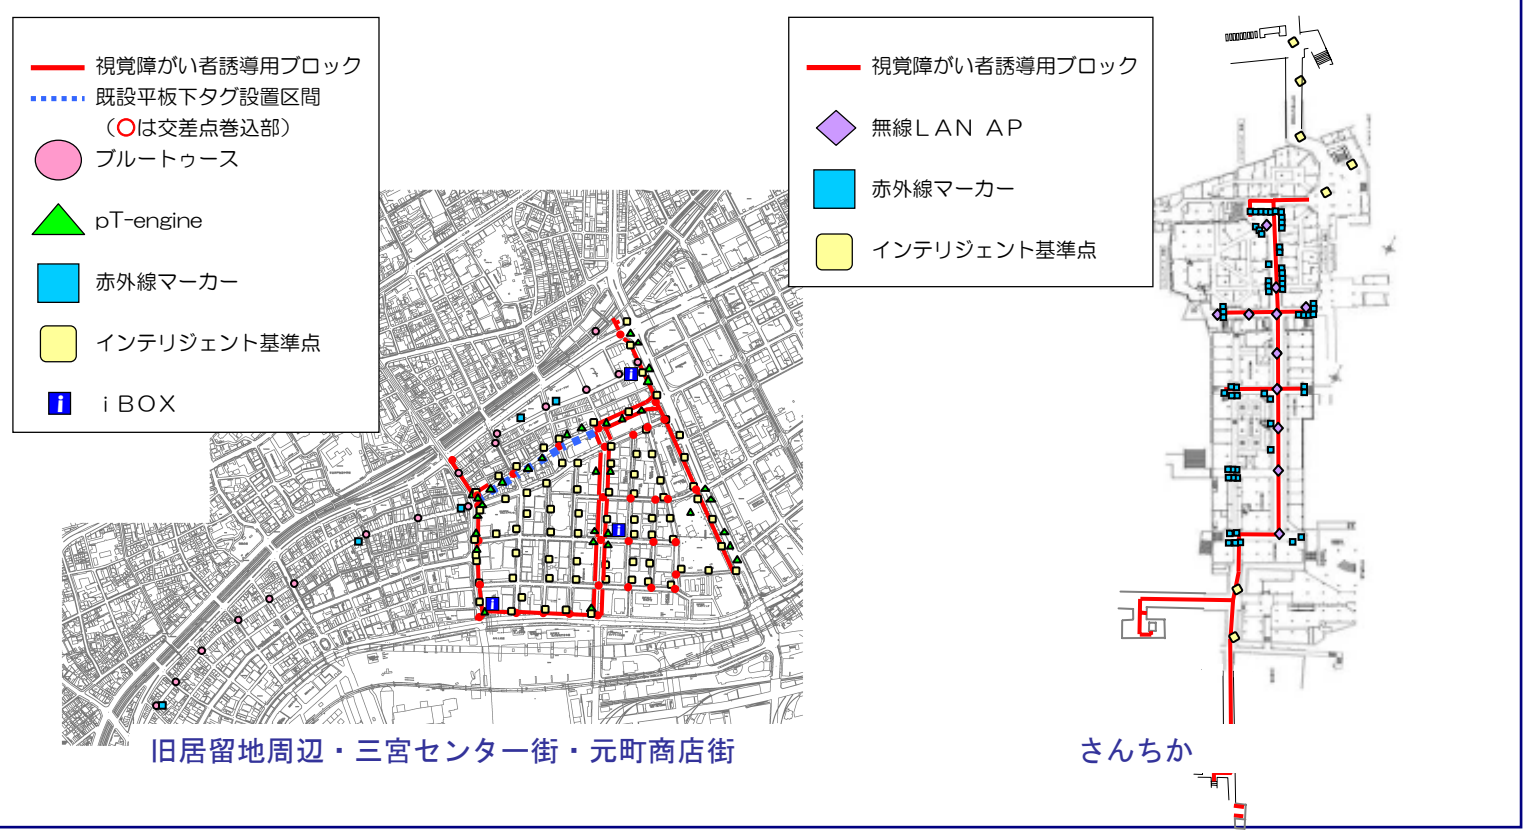 視覚障がい者誘導用ブロック
既設平板下タグ設置区間
（○は交差点巻込部）
ブルートゥース
pT-engine
赤外線マーカー
インテリジェント基準点
i
iBOX
視覚障がい者誘導用ブロック
無線LAN AP
赤外線マーカー
インテリジェント基準点
i
i
i
旧居留地周辺・三宮センター街・元町商店街
さんちか